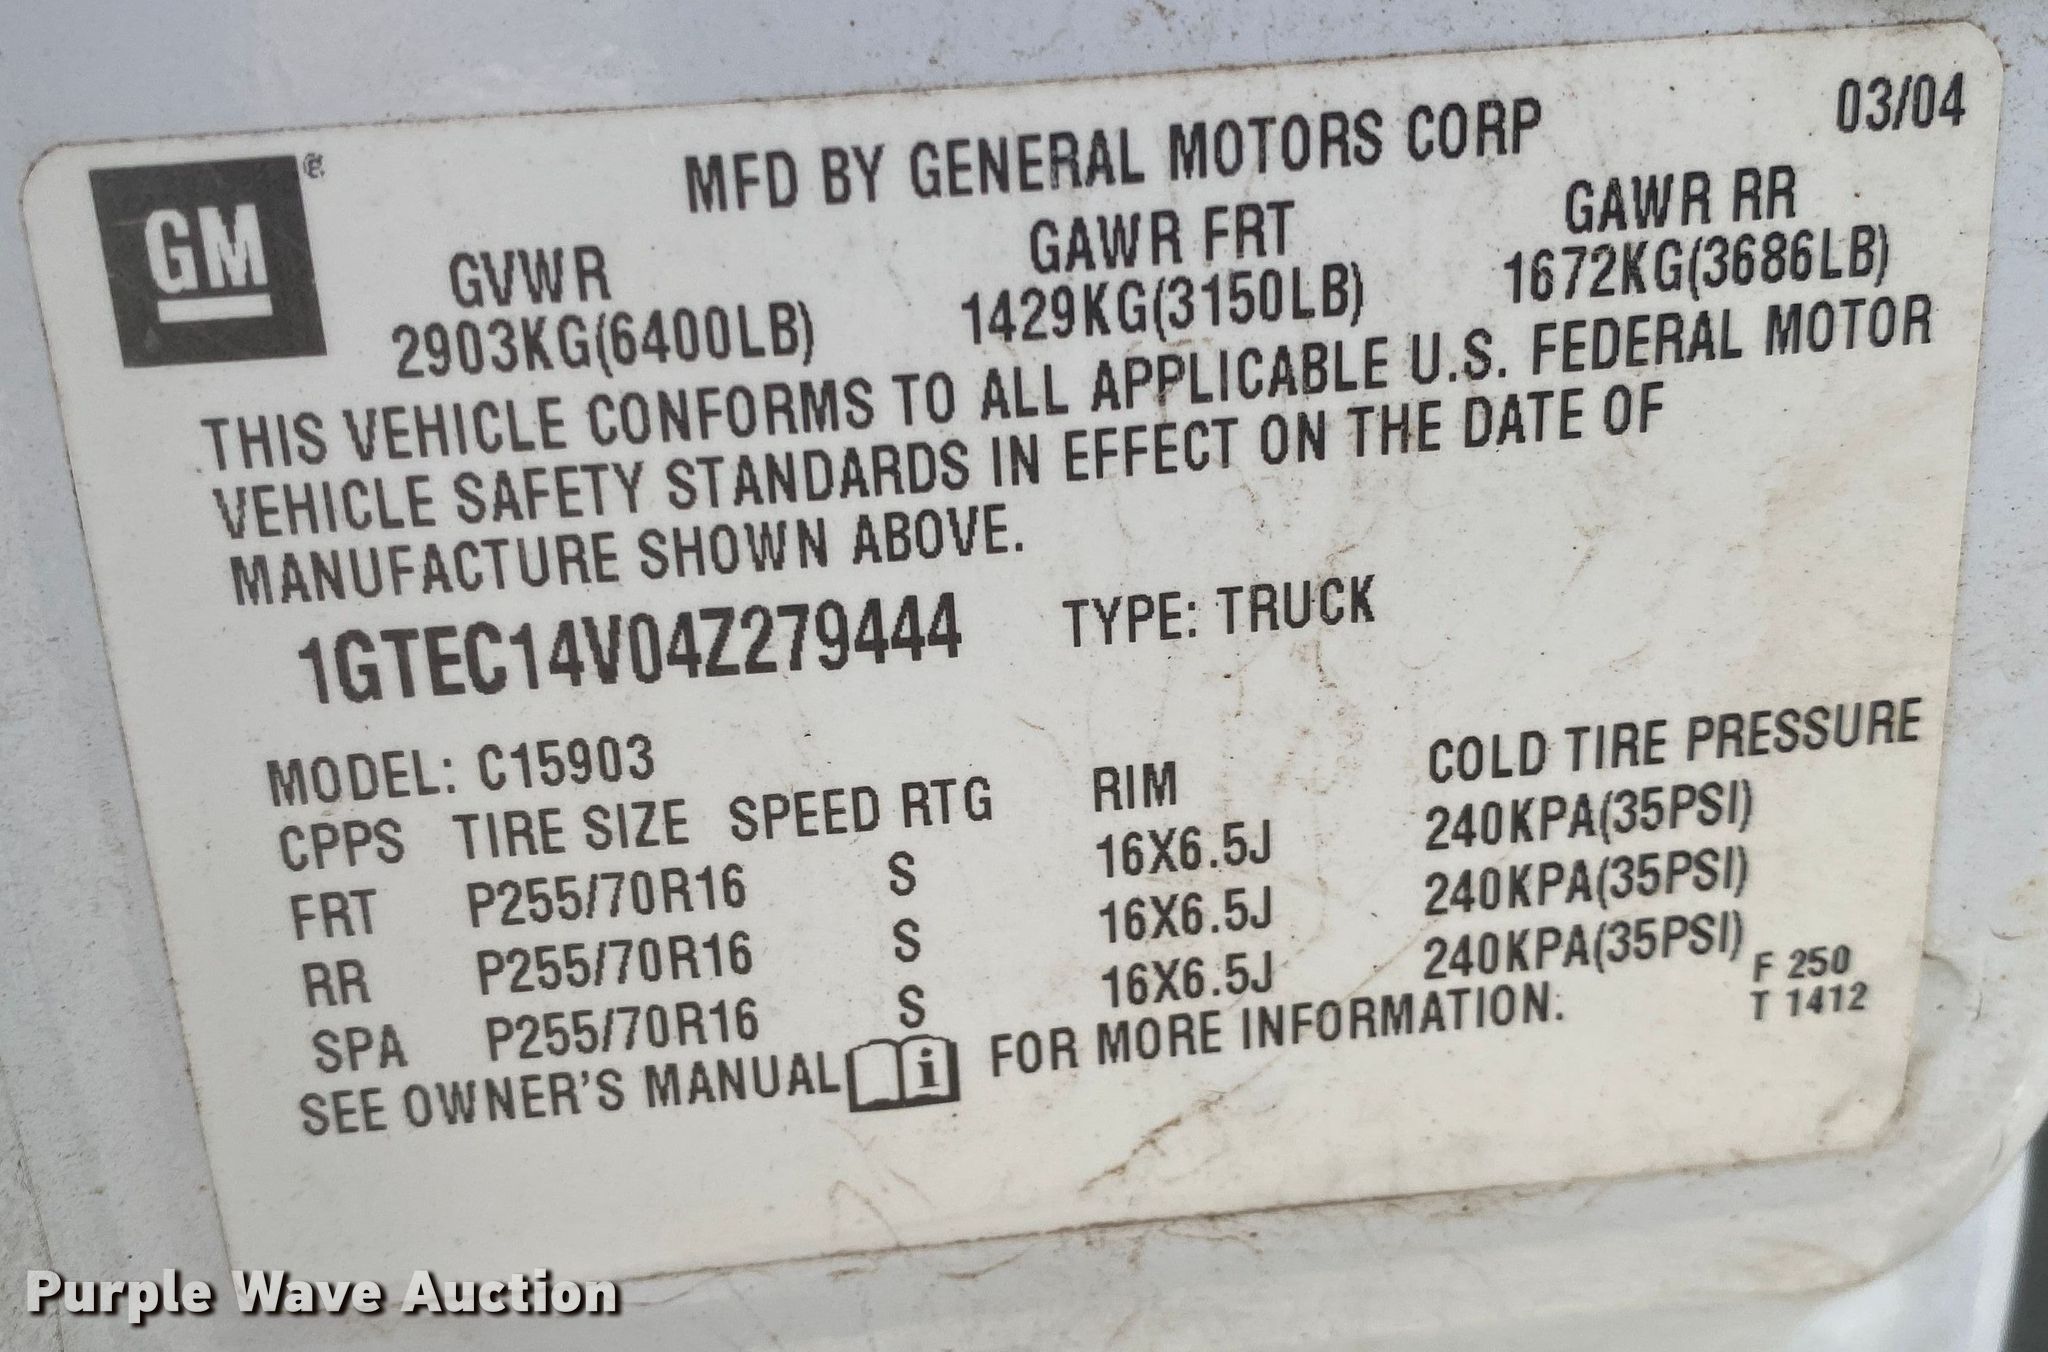 GM
MFD BY GENERAL MOTORS CORP 03/04
GVWR GAWR FRT GAWR RR
2903KG(6400LB) 1429KG(3150LB) 1672KG(3686LB)
THIS VEHICLE CONFORMS TO ALL APPLICABLE U.S. FEDERAL MOTOR
VEHICLE SAFETY STANDARDS IN EFFECT ON THE DATE OF
MANUFACTURE SHOWN ABOVE.
1GTEC14V04Z279444 TYPE: TRUCK
MODEL: C15903
CPPS TIRE SIZE SPEED RTG RIM COLD TIRE PRESSURE
FRT P255/70R16 S 16X6.5J 240KPA(35PSI)
RR P255/70R16 S 16X6.5J 240KPA(35PSI)
SPA P255/70R16 S 16X6.5J 240KPA(35PSI)
SEE OWNER'S MANUAL i FOR MORE INFORMATION.
F 250
T 1412
Purple Wave Auction